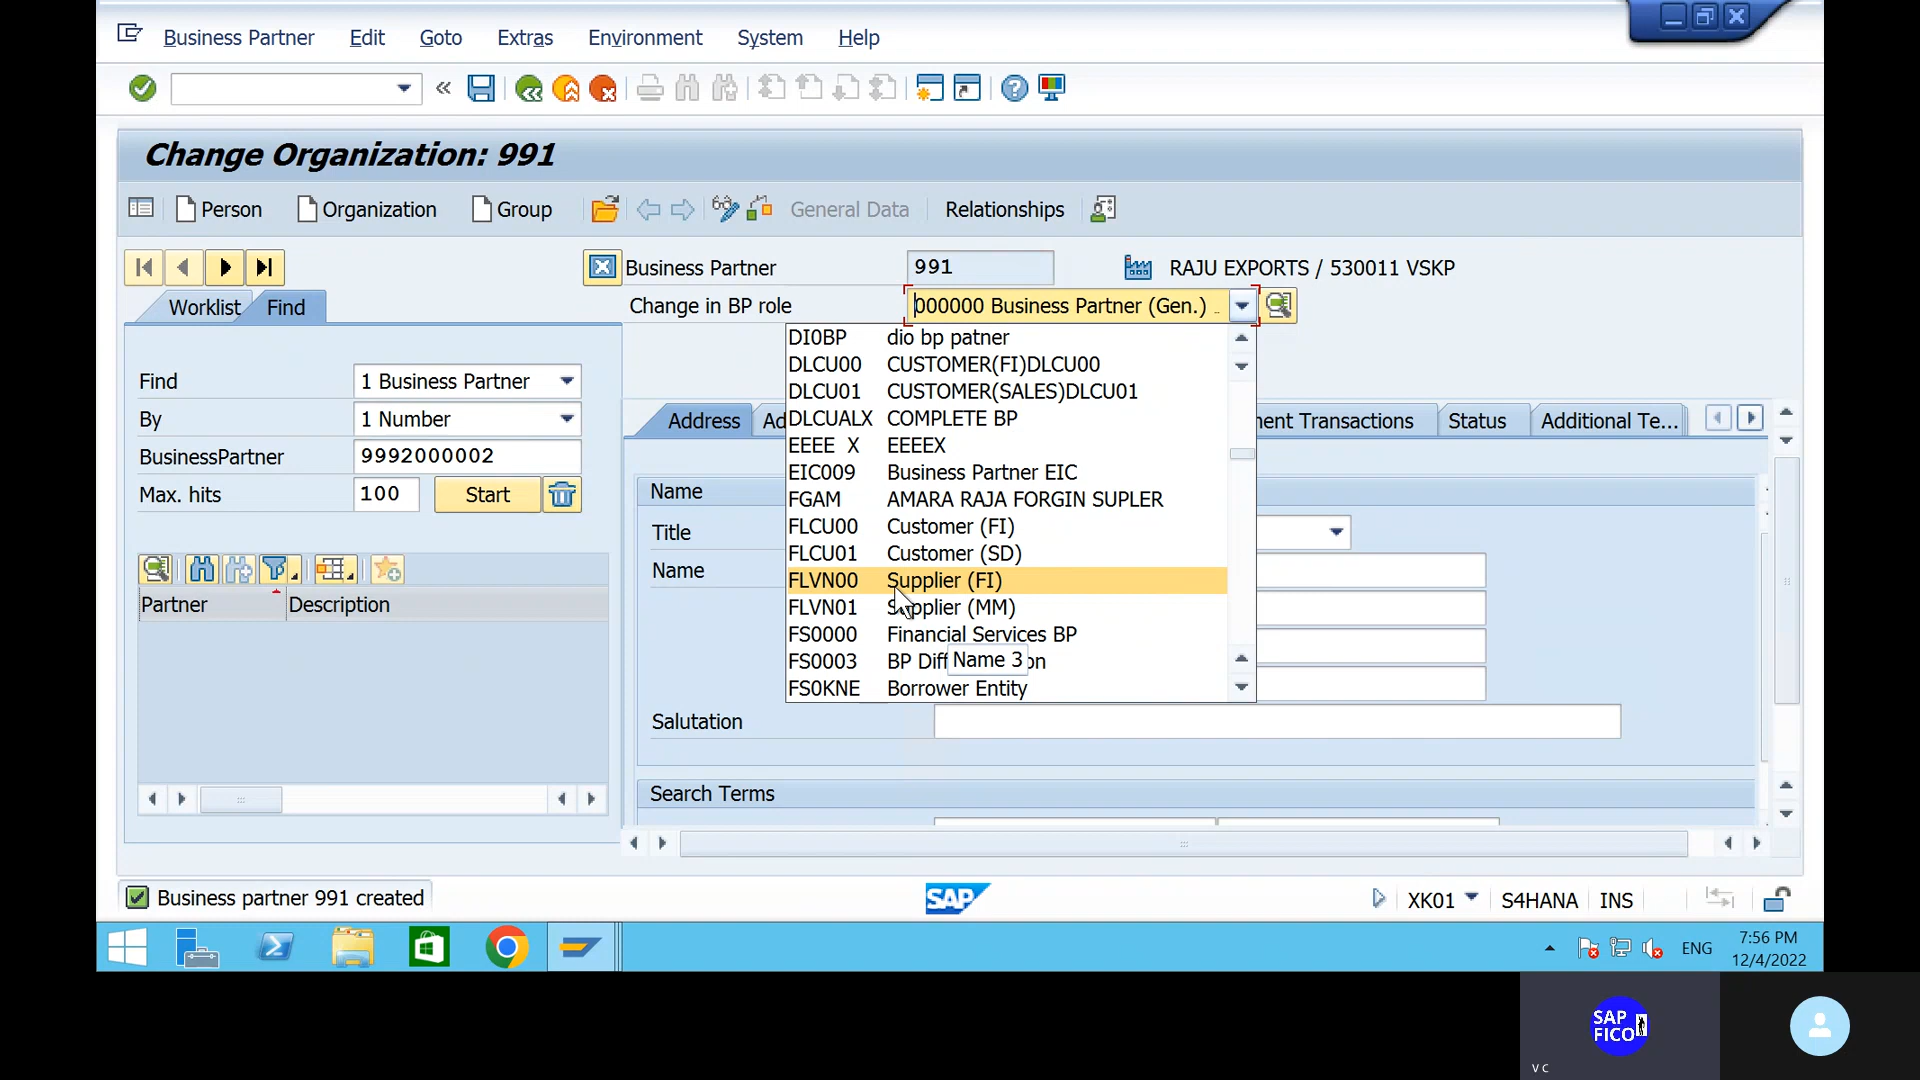 Business Partner Edit Goto Extras Environment System Help
«
Change Organization: 991
Person Organization Group General Data Relationships
Business Partner 991 RAJU EXPORTS / 530011 VSKP
Worklist Find
Change in BP role 000000 Business Partner (Gen.) ..
Find 1 Business Partner
By 1 Number
BusinessPartner 9992000002
Max. hits 100 Start
Partner Description
DI0BP dio bp patner
DLCU00 CUSTOMER(FI)DLCU00
DLCU01 CUSTOMER(SALES)DLCU01
DLCUALX COMPLETE BP
EEEE X EEEEX
EIC009 Business Partner EIC
FGAM AMARA RAJA FORGIN SUPLER
FLCU00 Customer (FI)
FLCU01 Customer (SD)
FLVN00 Supplier (FI)
FLVN01 Supplier (MM)
FS0000 Financial Services BP
FS0003 BP Diff on
Name 3
FS0KNE Borrower Entity
Address Ad ent Transactions Status Additional Te...
Name
Title
Name
Salutation
Search Terms
Business partner 991 created SAP XK01 S4HANA INS
ENG 7:56 PM
12/4/2022
SAP
FICO
V C